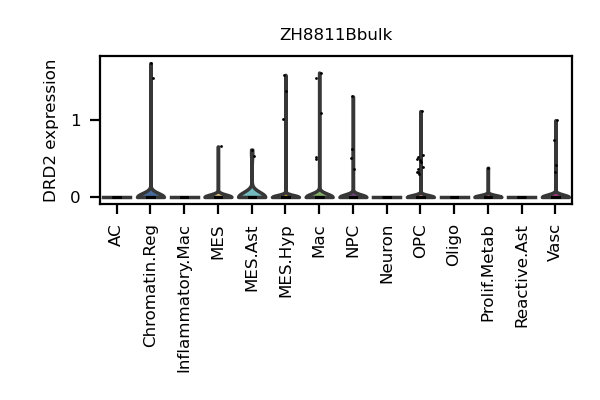 ZH8811Bbulk
DRD2 expression
1
0
AC
Chromatin.Reg
Inflammatory.Mac
MES
MES.Ast
MES.Hyp
Mac
NPC
Neuron
OPC
Oligo
Prolif.Metab
Reactive.Ast
Vasc